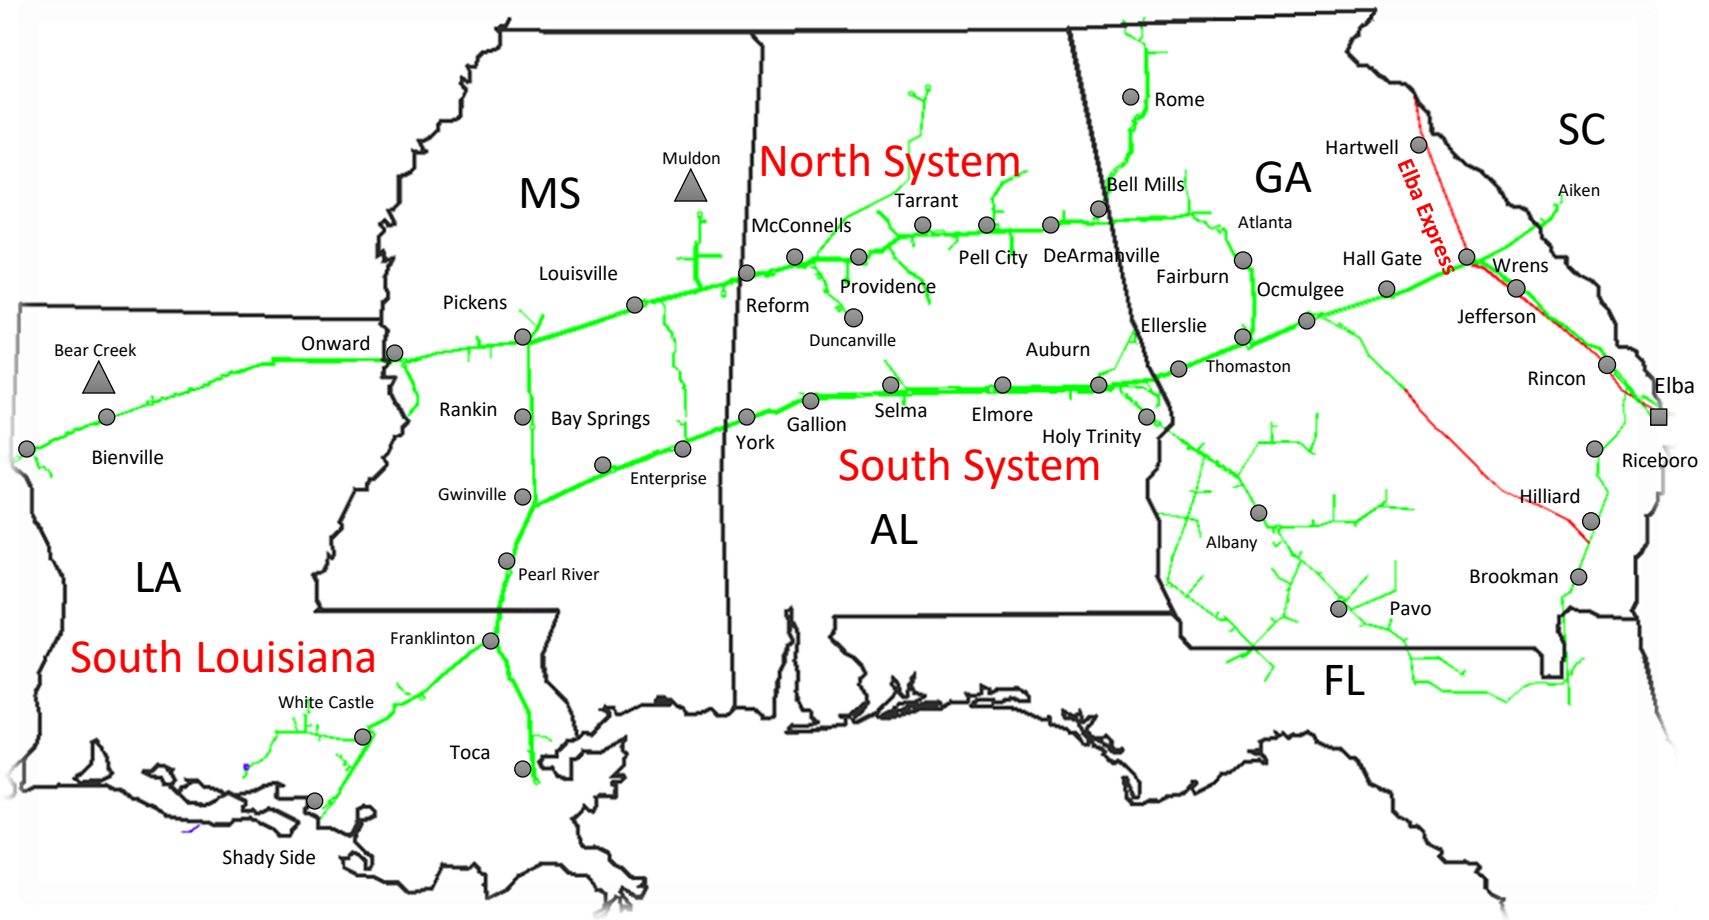 Rome
SC
Hartwell
Muldon
North System
MS
GA
Elba Express
Bell Mills
Aiken
Tarrant
McConnells
Atlanta
Pell City
DeArmanville
Hall Gate
Wrens
Louisville
Fairburn
Providence
Ocmulgee
Pickens
Reform
Jefferson
Ellerslie
Onward
Duncanville
Bear Creek
Auburn
Thomaston
Rincon
Elba
Rankin
Bay Springs
Selma
Elmore
Gallion
Holy Trinity
York
Bienville
South System
Riceboro
Enterprise
Gwinville
Hilliard
AL
Albany
Pearl River
LA
Brookman
Pavo
Franklinton
South Louisiana
FL
White Castle
Toca
Shady Side